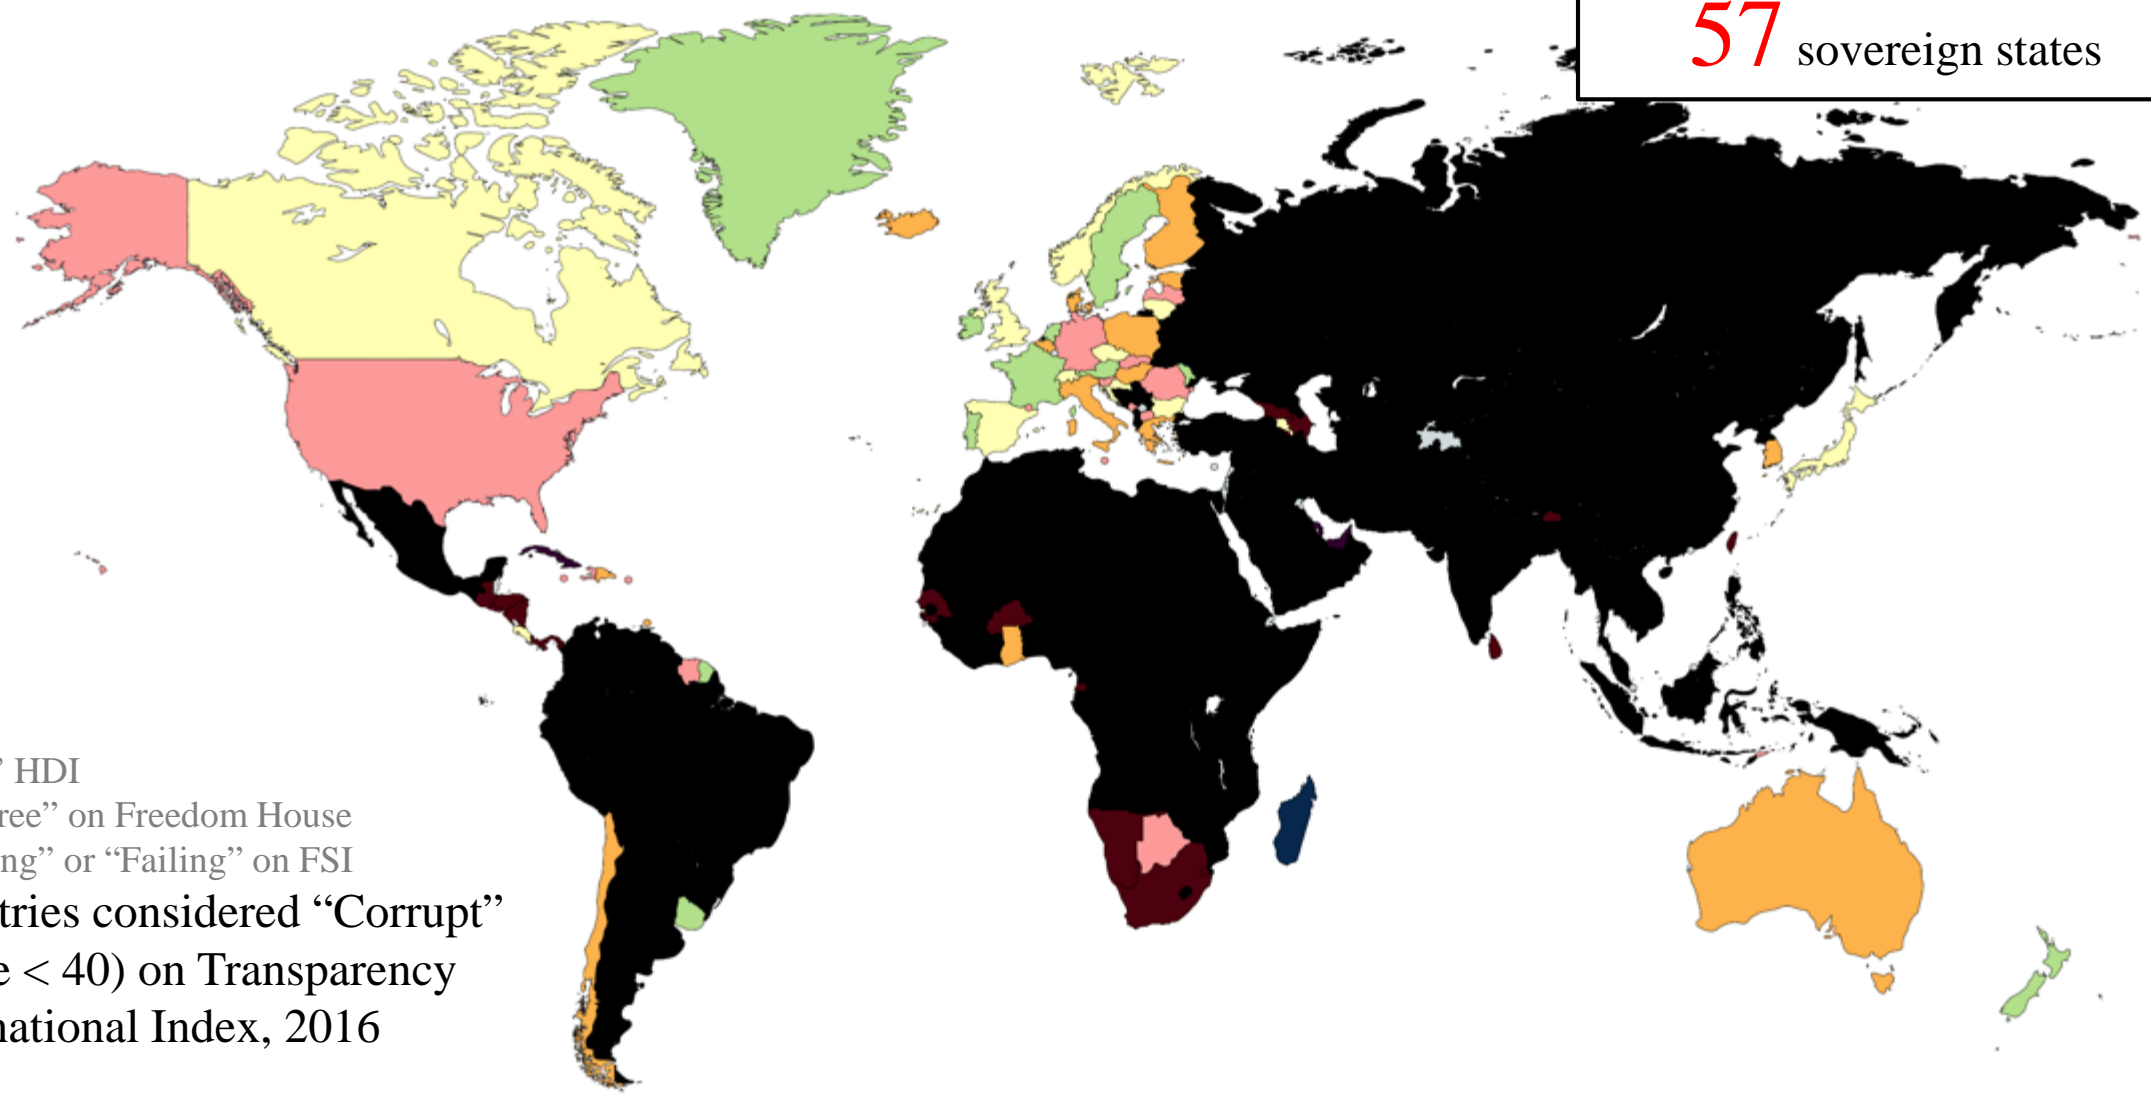 57 sovereign states
” HDI
ree” on Freedom House
ng” or “Failing” on FSI
tries considered “Corrupt”
e < 40) on Transparency
national Index, 2016